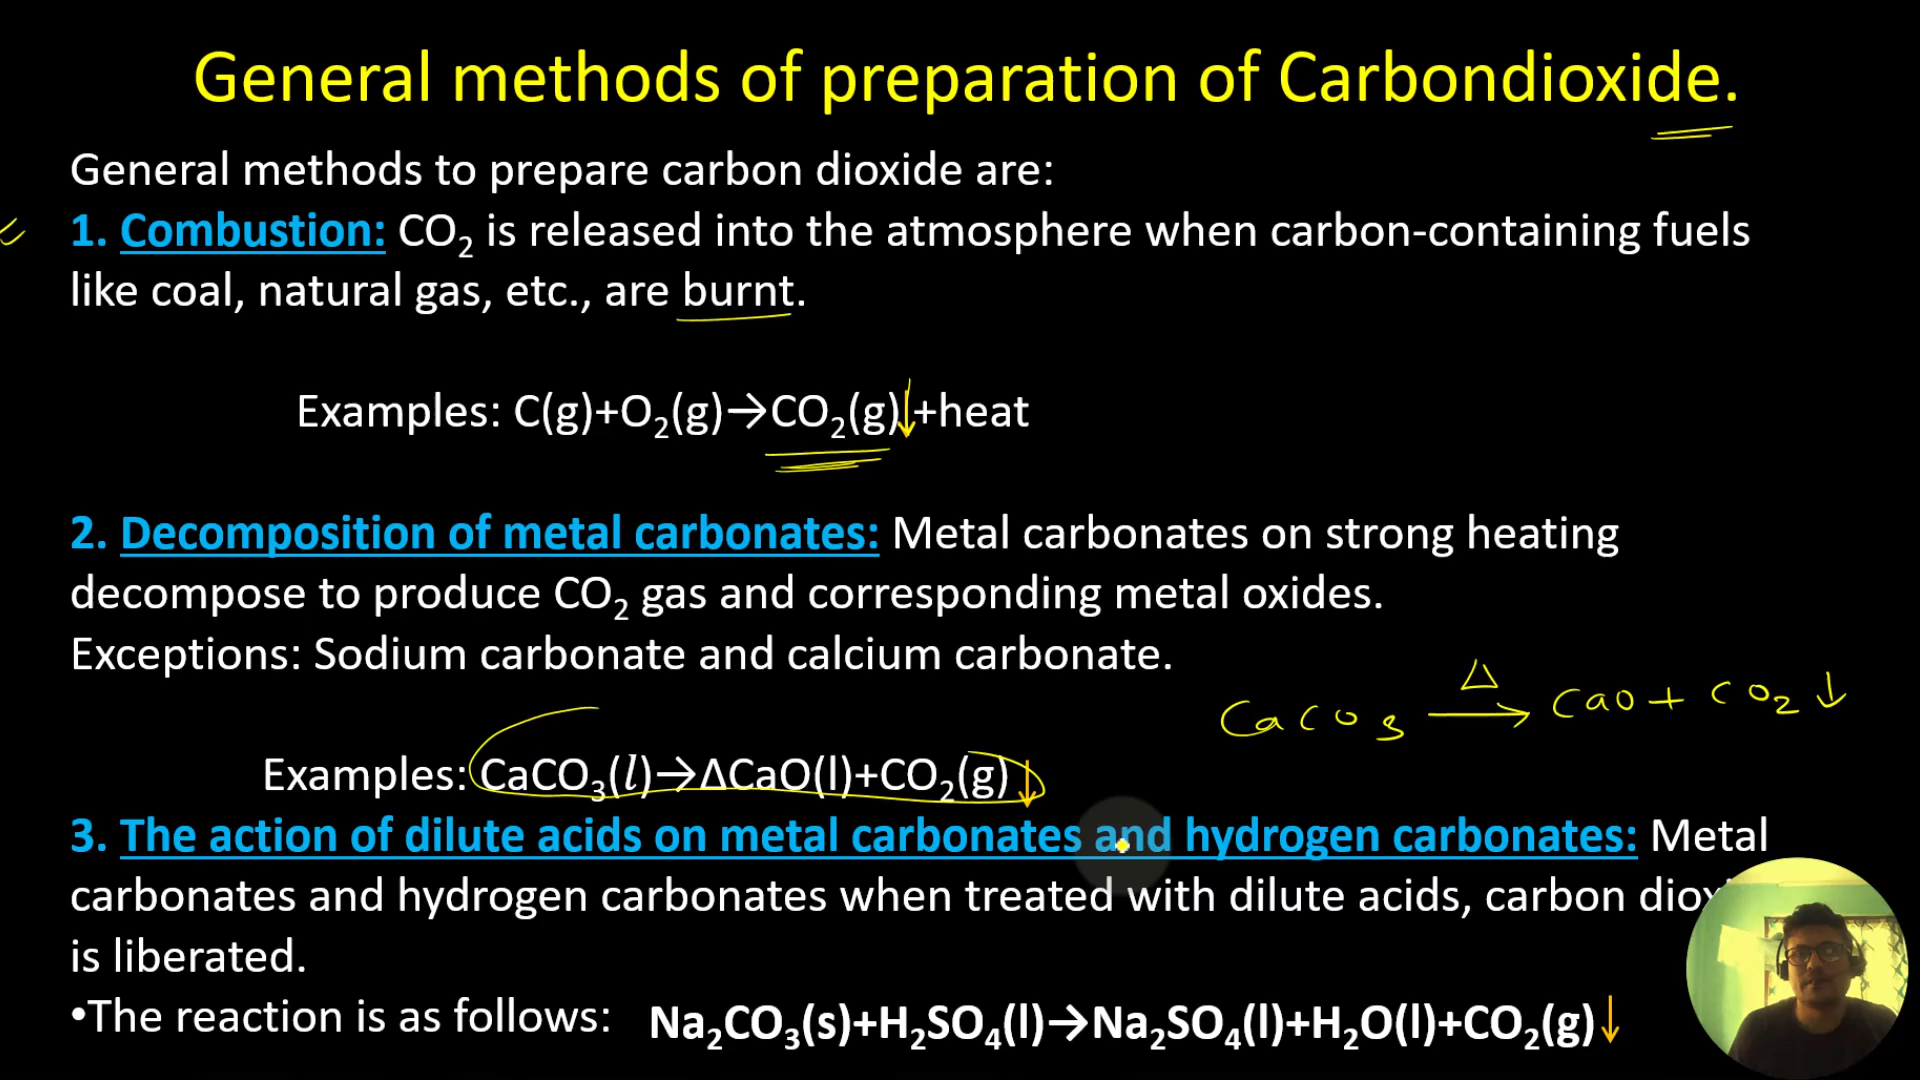 General methods of preparation of Carbondioxide.
General methods to prepare carbon dioxide are:
1. Combustion: CO₂ is released into the atmosphere when carbon-containing fuels
like coal, natural gas, etc., are burnt.
Examples: C(g)+O₂(g)→CO₂(g)↓+heat
2. Decomposition of metal carbonates: Metal carbonates on strong heating
decompose to produce CO₂ gas and corresponding metal oxides.
Exceptions: Sodium carbonate and calcium carbonate.
CaCO₃ →Δ CaO + CO₂ ↓
Examples: CaCO₃(l)→ΔCaO(l)+CO₂(g)↓
3. The action of dilute acids on metal carbonates and hydrogen carbonates: Metal
carbonates and hydrogen carbonates when treated with dilute acids, carbon
is liberated.
•The reaction is as follows: Na₂CO₃(s)+H₂SO₄(l)→Na₂SO₄(l)+H₂O(l)+CO₂(g)↓